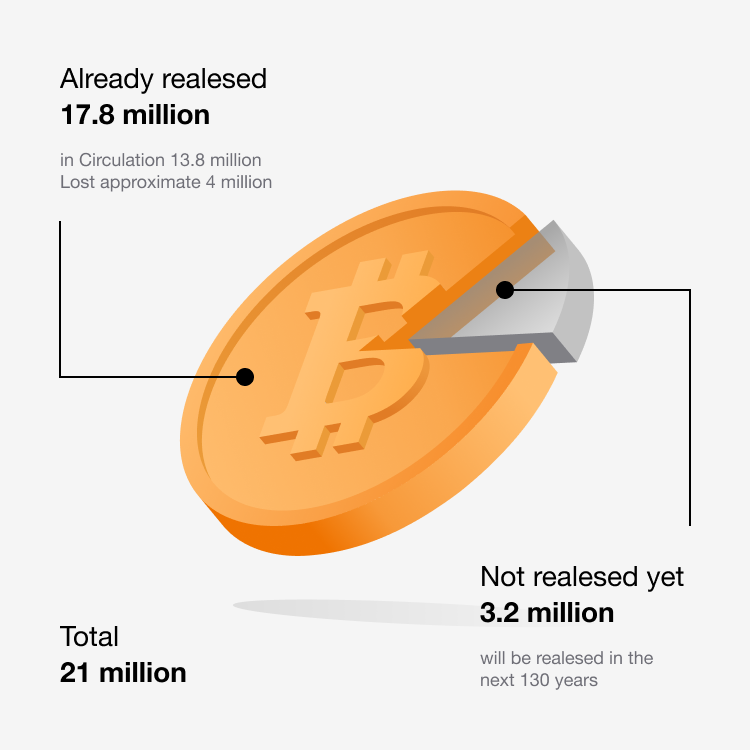 Already realesed
17.8 million
in Circulation 13.8 million
Lost approximate 4 million
Not realesed yet
3.2 million
will be realesed in the
next 130 years
Total
21 million